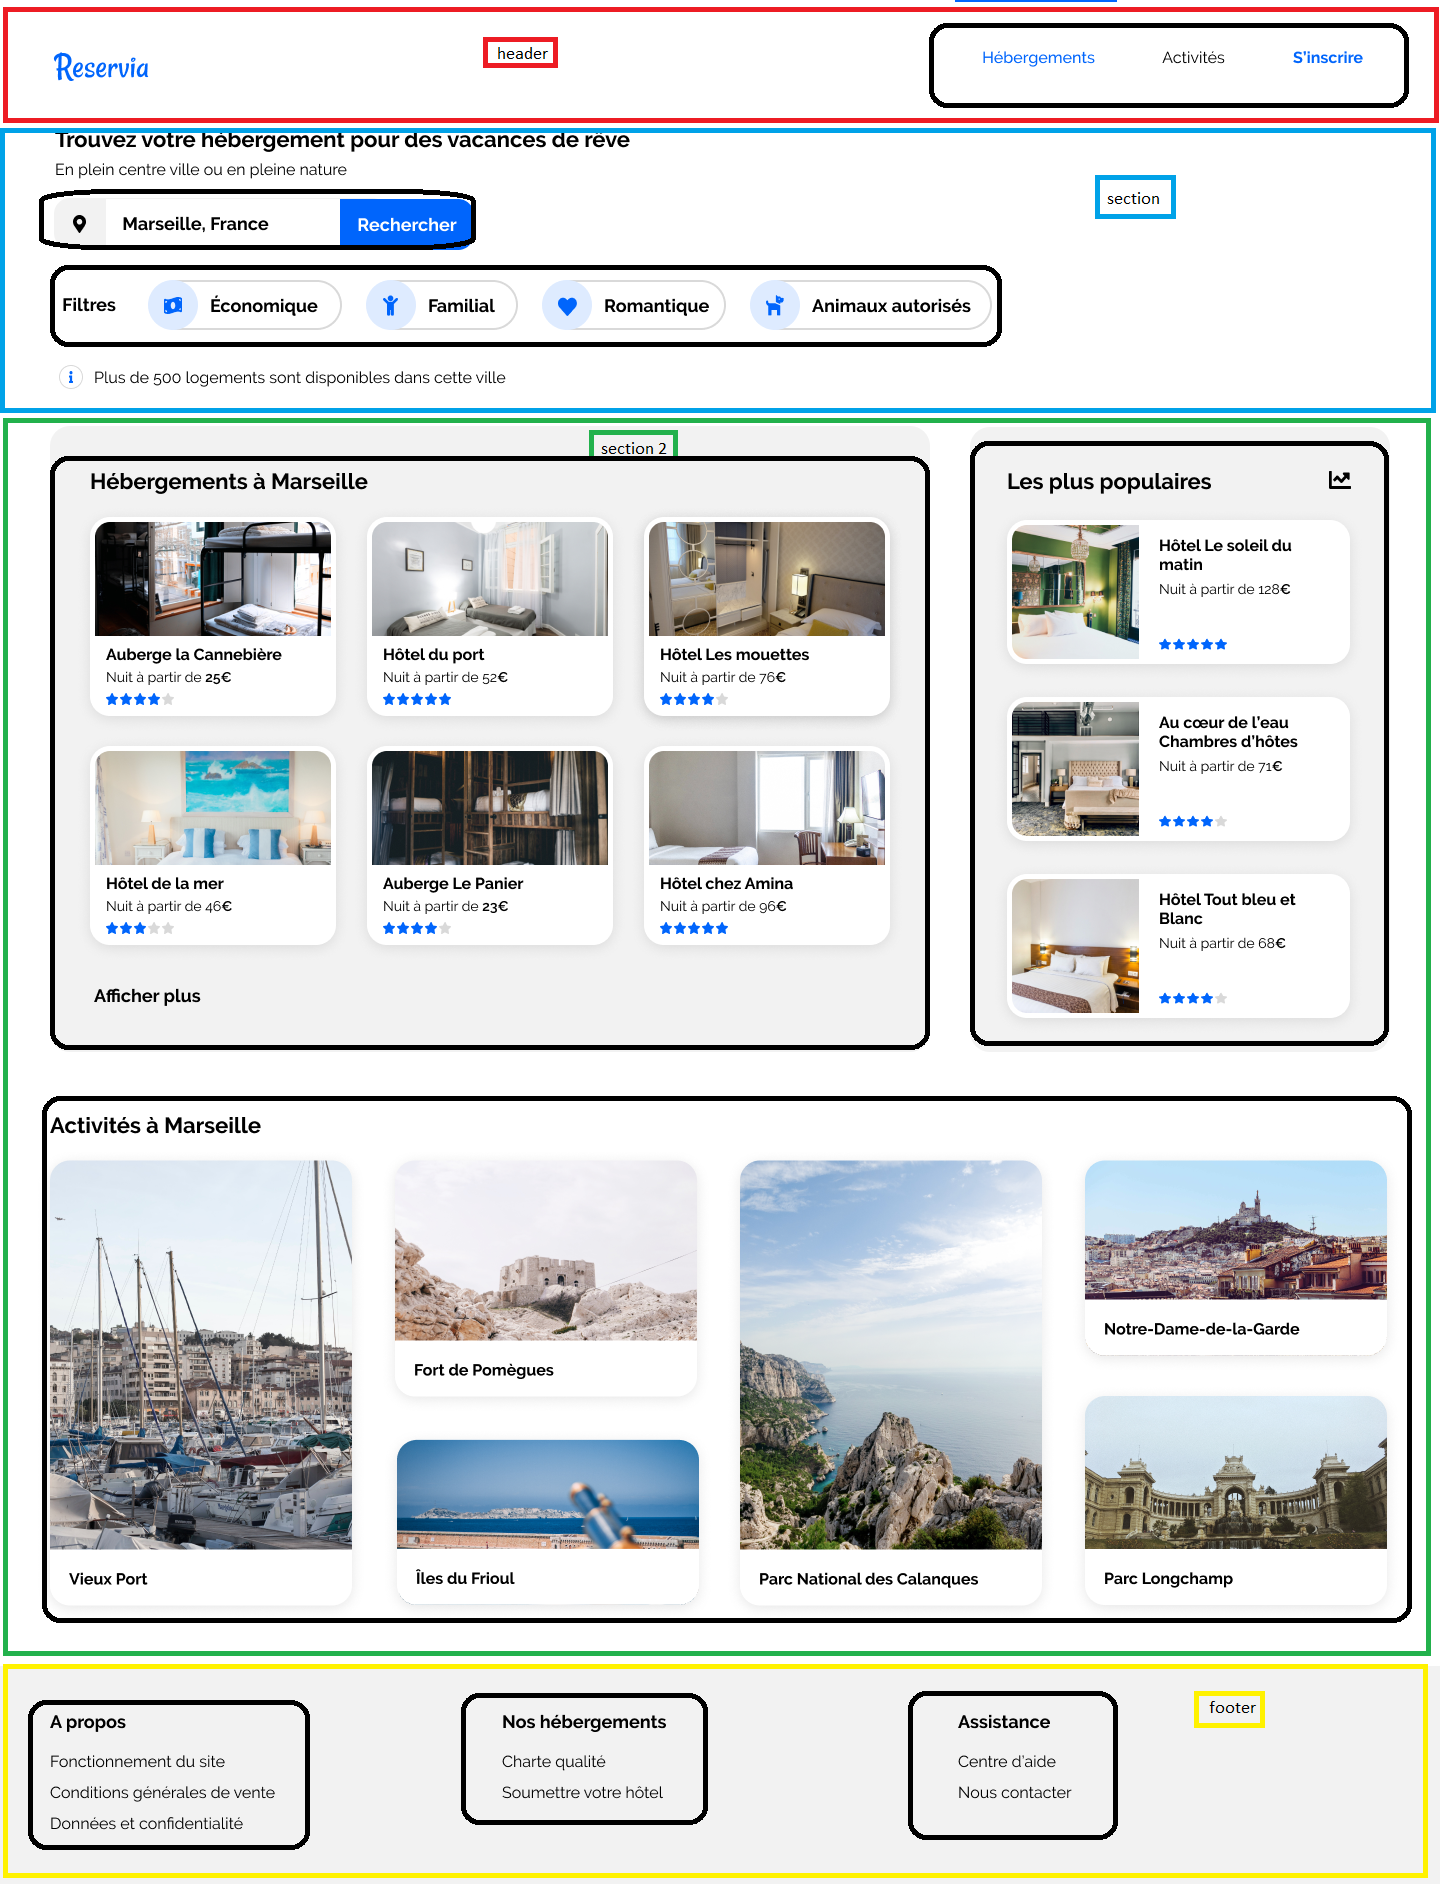 Reservia
header
Hébergements
Activités
S'inscrire
Trouvez votre hébergement pour des vacances de rêve
En plein centre ville ou en pleine nature
section
Marseille, France
Rechercher
Filtres
Économique
Familial
Romantique
Animaux autorisés
Plus de 500 logements sont disponibles dans cette ville
section 2
Hébergements à Marseille
Auberge la Cannebière
Nuit à partir de 25€
Hôtel du port
Nuit à partir de 52€
Hôtel Les mouettes
Nuit à partir de 76€
Hôtel de la mer
Nuit à partir de 46€
Auberge Le Panier
Nuit à partir de 23€
Hôtel chez Amina
Nuit à partir de 96€
Afficher plus
Les plus populaires
Hôtel Le soleil du
matin
Nuit à partir de 128€
Au cœur de l'eau
Chambres d'hôtes
Nuit à partir de 71€
Hôtel Tout bleu et
Blanc
Nuit à partir de 68€
Activités à Marseille
Vieux Port
Fort de Pomègues
Îles du Frioul
Parc National des Calanques
Notre-Dame-de-la-Garde
Parc Longchamp
footer
A propos
Fonctionnement du site
Conditions générales de vente
Données et confidentialité
Nos hébergements
Charte qualité
Soumettre votre hôtel
Assistance
Centre d'aide
Nous contacter